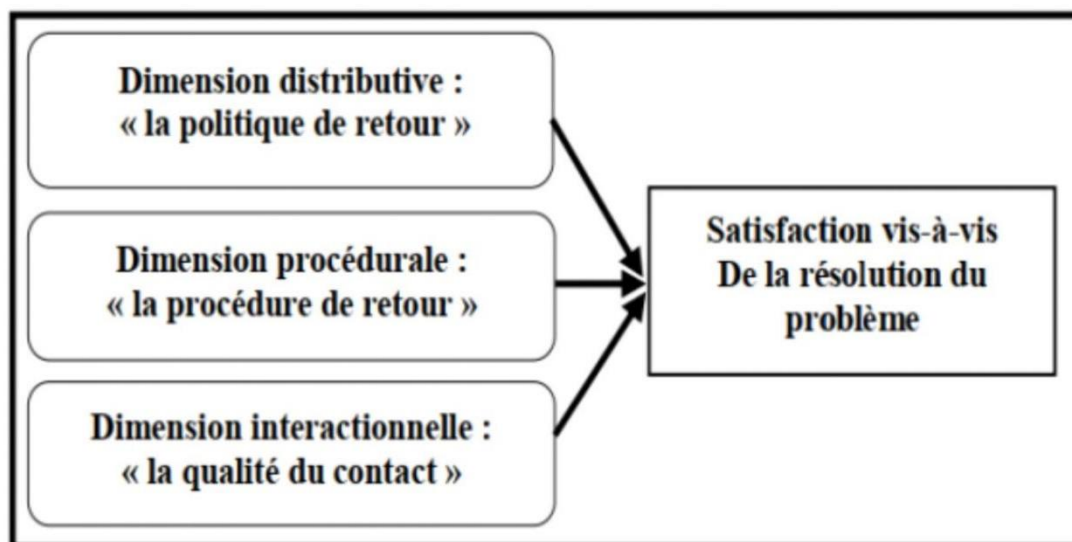 Dimension distributive :
« la politique de retour »
Dimension procédurale :
« la procédure de retour »
Dimension interactionnelle :
« la qualité du contact »
Satisfaction vis-à-vis
De la résolution du
problème